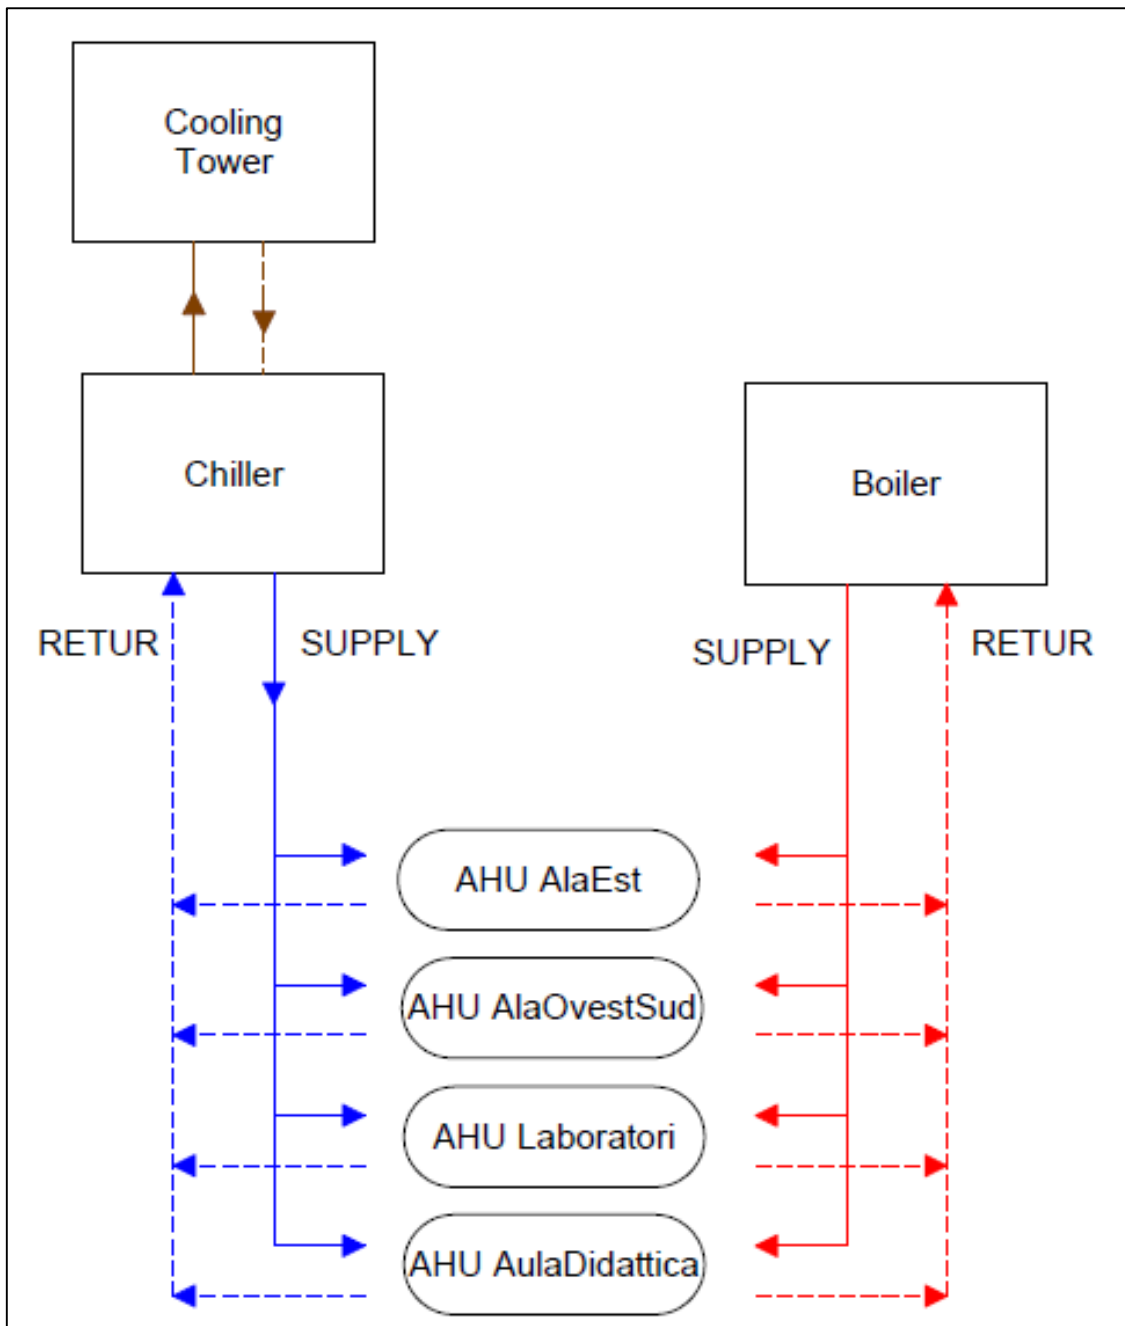 Cooling
Tower
Chiller
Boiler
RETUR
SUPPLY
SUPPLY
RETUR
AHU AlaEst
AHU AlaOvestSud
AHU Laboratori
AHU AulaDidattica